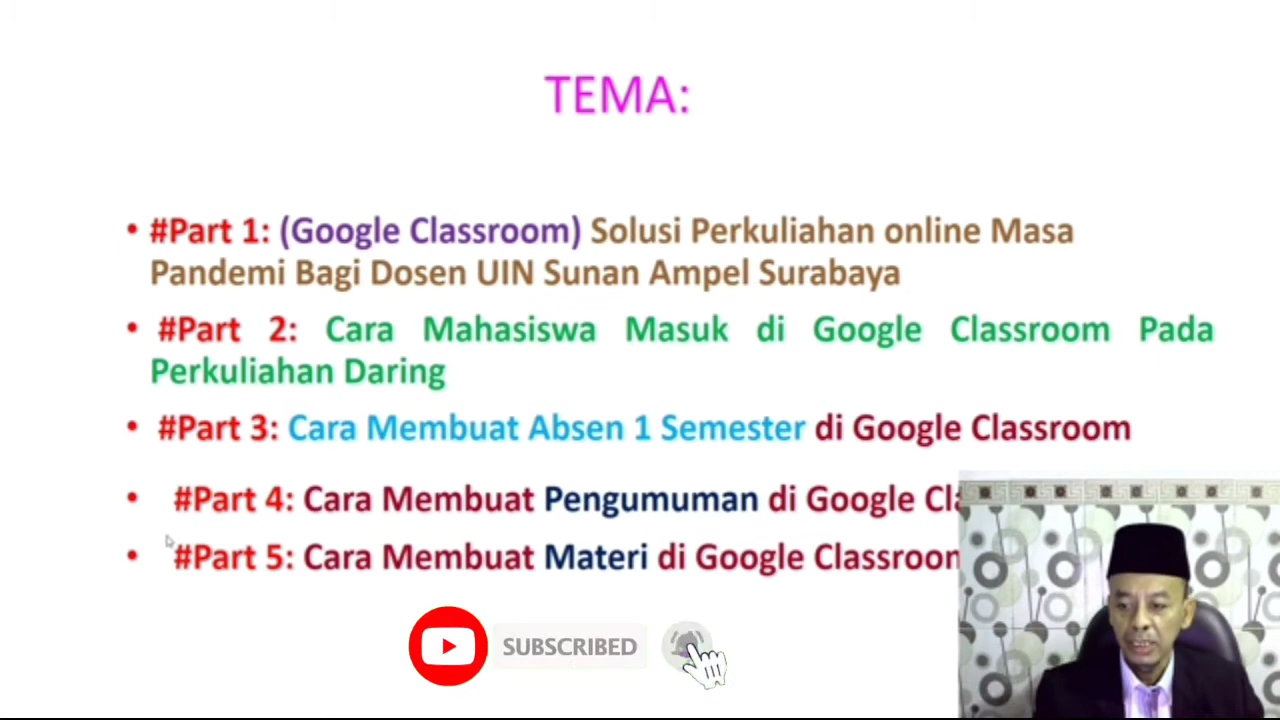 TEMA:
• #Part 1: (Google Classroom) Solusi Perkuliahan online Masa
Pandemi Bagi Dosen UIN Sunan Ampel Surabaya
• #Part 2: Cara Mahasiswa Masuk di Google Classroom Pada
Perkuliahan Daring
• #Part 3: Cara Membuat Absen 1 Semester di Google Classroom
• #Part 4: Cara Membuat Pengumuman di Google
• #Part 5: Cara Membuat Materi di Google
SUBSCRIBED